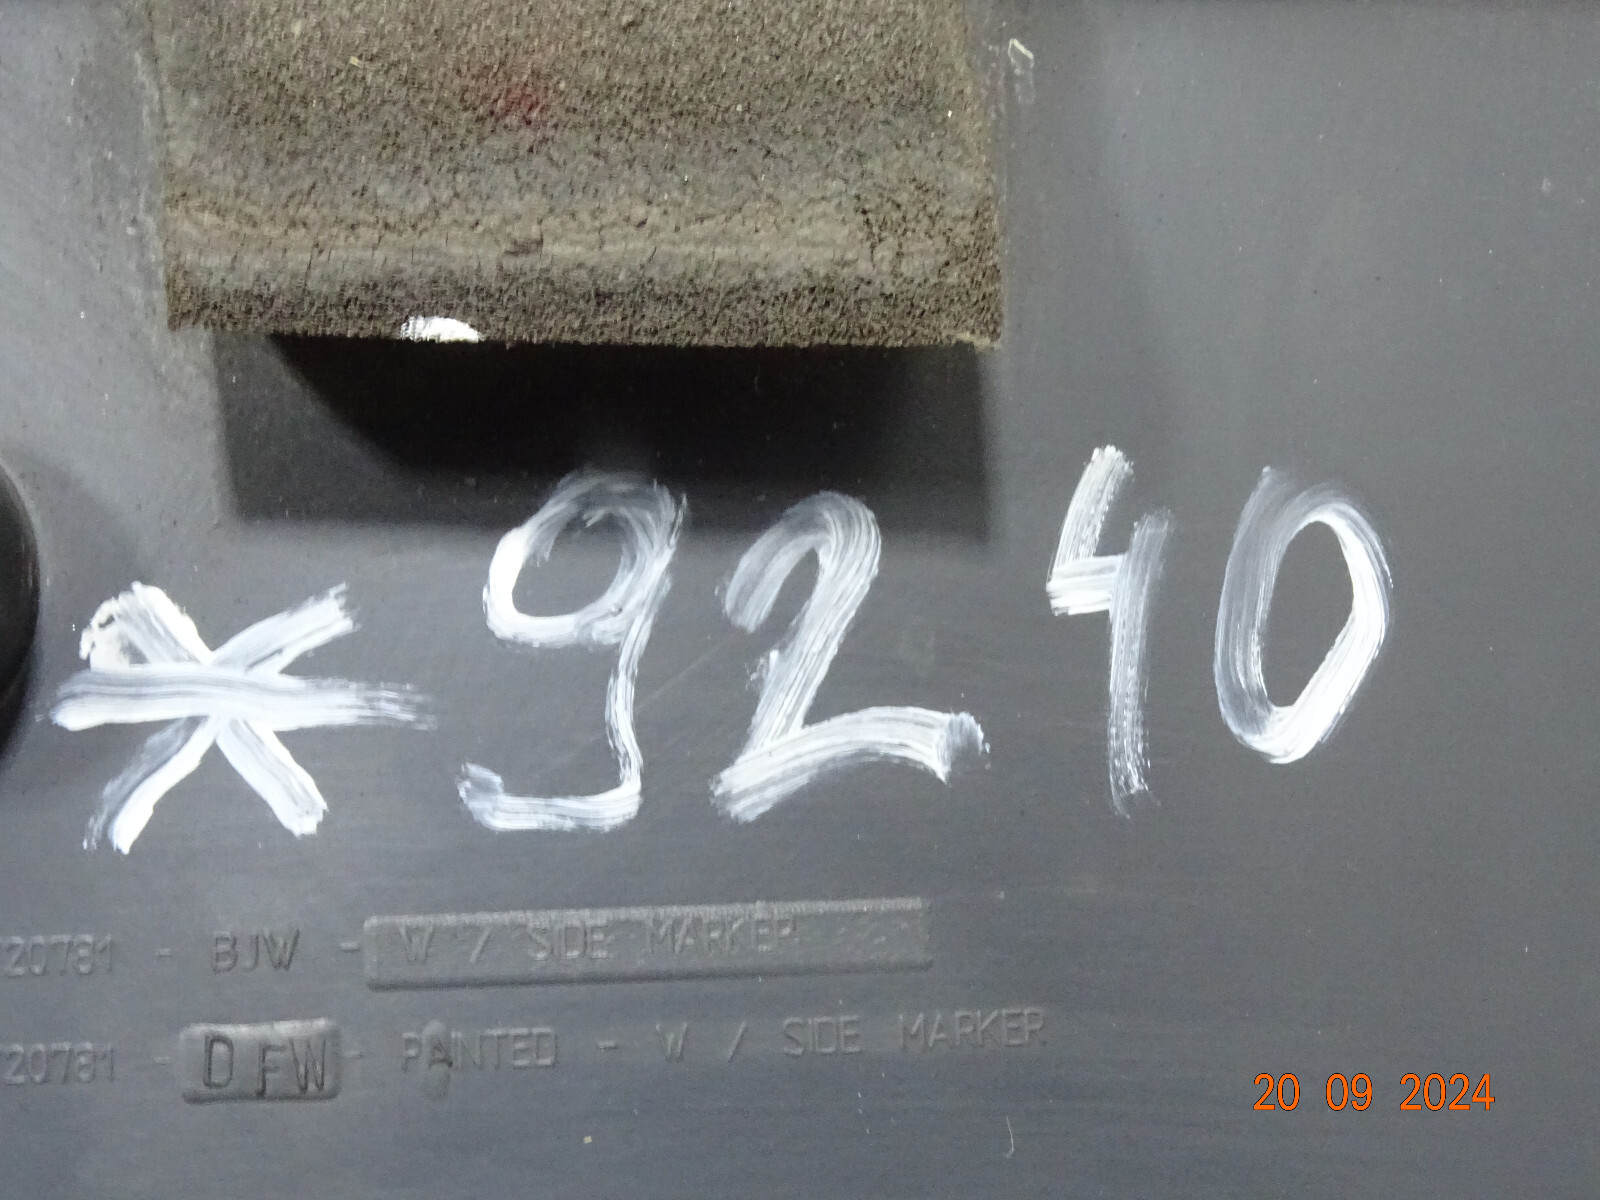 *9240
20781 - BJW - W / SIDE MARKER
20781 - DFW - PAINTED - W / SIDE MARKER
20 09 2024